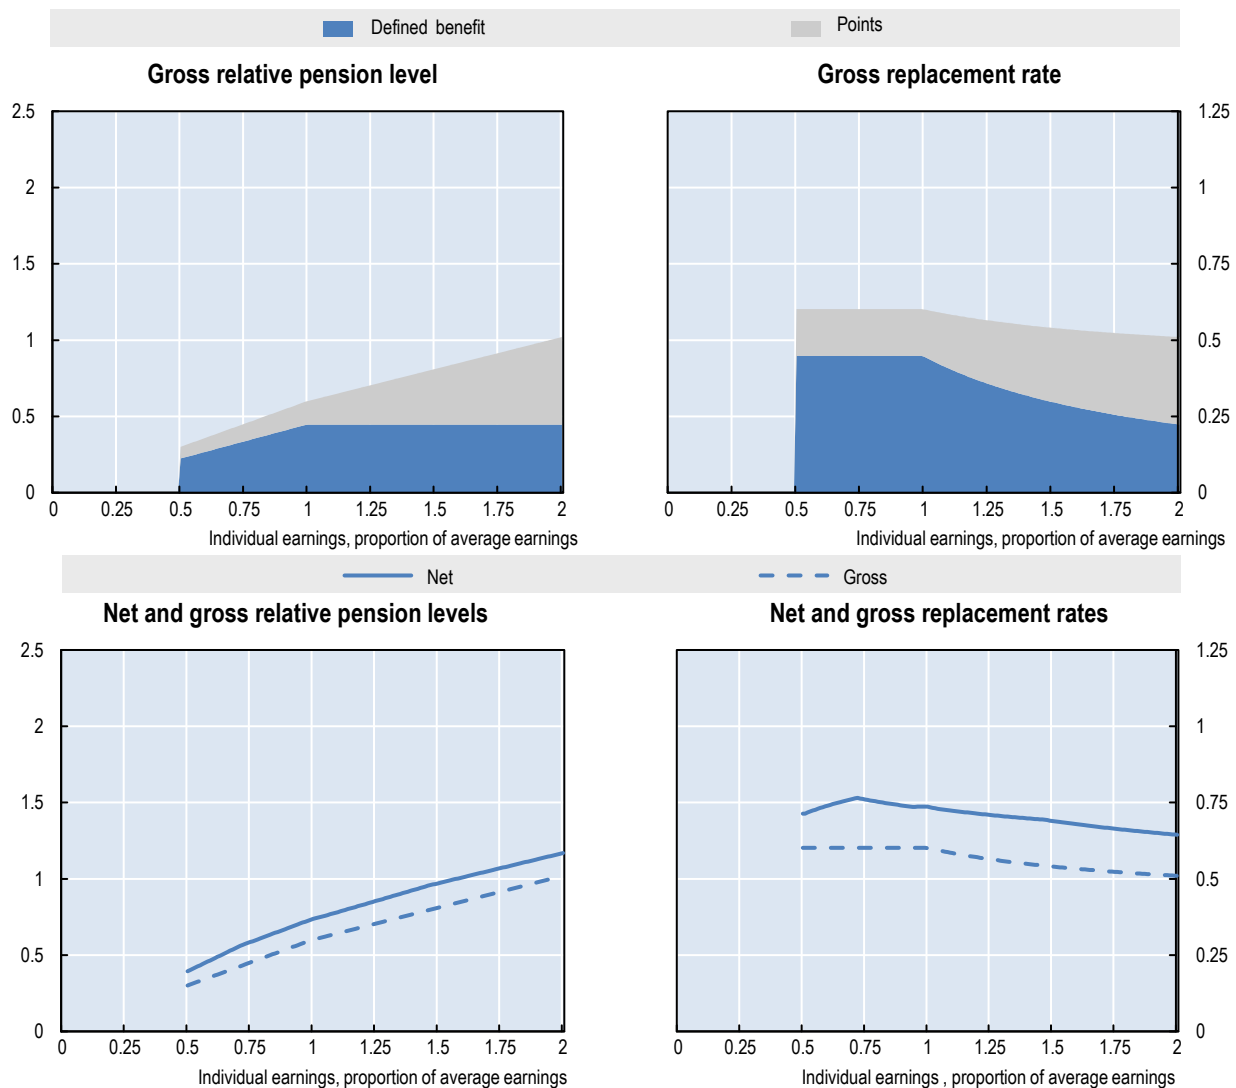 Defined benefit Points
Gross relative pension level
2.5
2
1.5
1
0.5
0
0 0.25 0.5 0.75 1 1.25 1.5 1.75 2
Individual earnings, proportion of average earnings
Gross replacement rate
1.25
1
0.75
0.5
0.25
0
0 0.25 0.5 0.75 1 1.25 1.5 1.75 2
Individual earnings, proportion of average earnings
Net Gross
Net and gross relative pension levels
2.5
2
1.5
1
0.5
0
0 0.25 0.5 0.75 1 1.25 1.5 1.75 2
Individual earnings, proportion of average earnings
Net and gross replacement rates
1.25
1
0.75
0.5
0.25
0
0 0.25 0.5 0.75 1 1.25 1.5 1.75 2
Individual earnings , proportion of average earnings